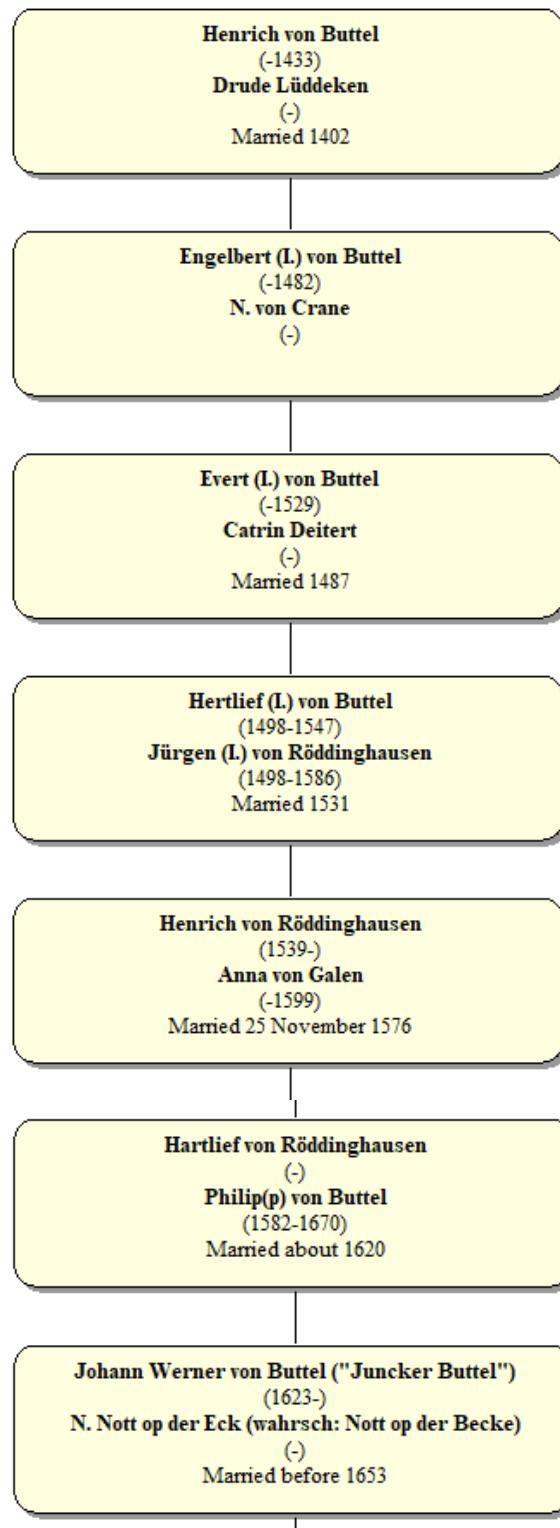 Henrich von Buttel
(-1433)
Drude Lüddeken
(-)
Married 1402
Engelbert (I.) von Buttel
(-1482)
N. von Crane
(-)
Evert (I.) von Buttel
(-1529)
Catrin Deitert
(-)
Married 1487
Hertlief (I.) von Buttel
(1498-1547)
Jürgen (I.) von Röddinghausen
(1498-1586)
Married 1531
Henrich von Röddinghausen
(1539-)
Anna von Galen
(-1599)
Married 25 November 1576
Hartlief von Röddinghausen
(-)
Philip(p) von Buttel
(1582-1670)
Married about 1620
Johann Werner von Buttel ("Juncker Buttel")
(1623-)
N. Nott op der Eck (wahrsch: Nott op der Becke)
(-)
Married before 1653